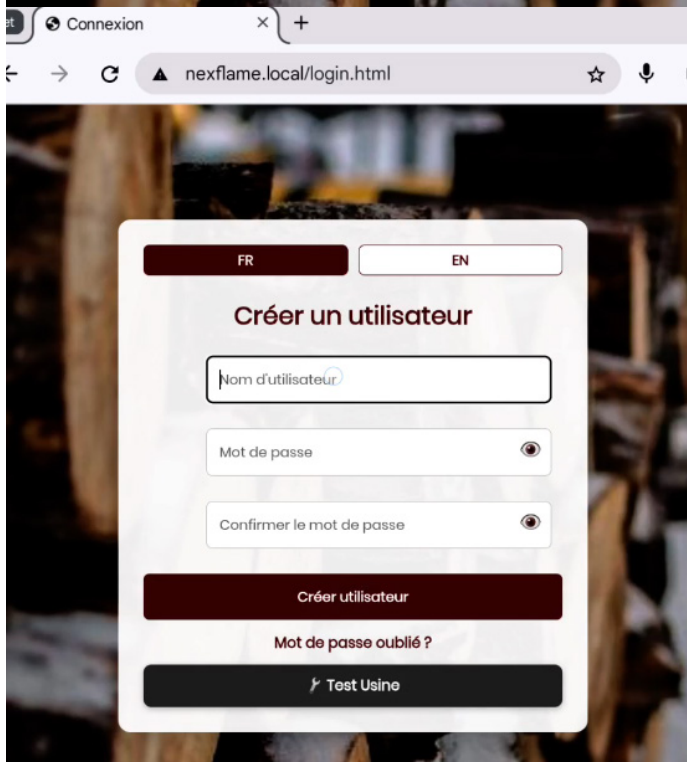 et
Connexion
nexflame.local/login.html
FR
EN
Créer un utilisateur
Nom d'utilisateur
Mot de passe
Confirmer le mot de passe
Créer utilisateur
Mot de passe oublié ?
Test Usine